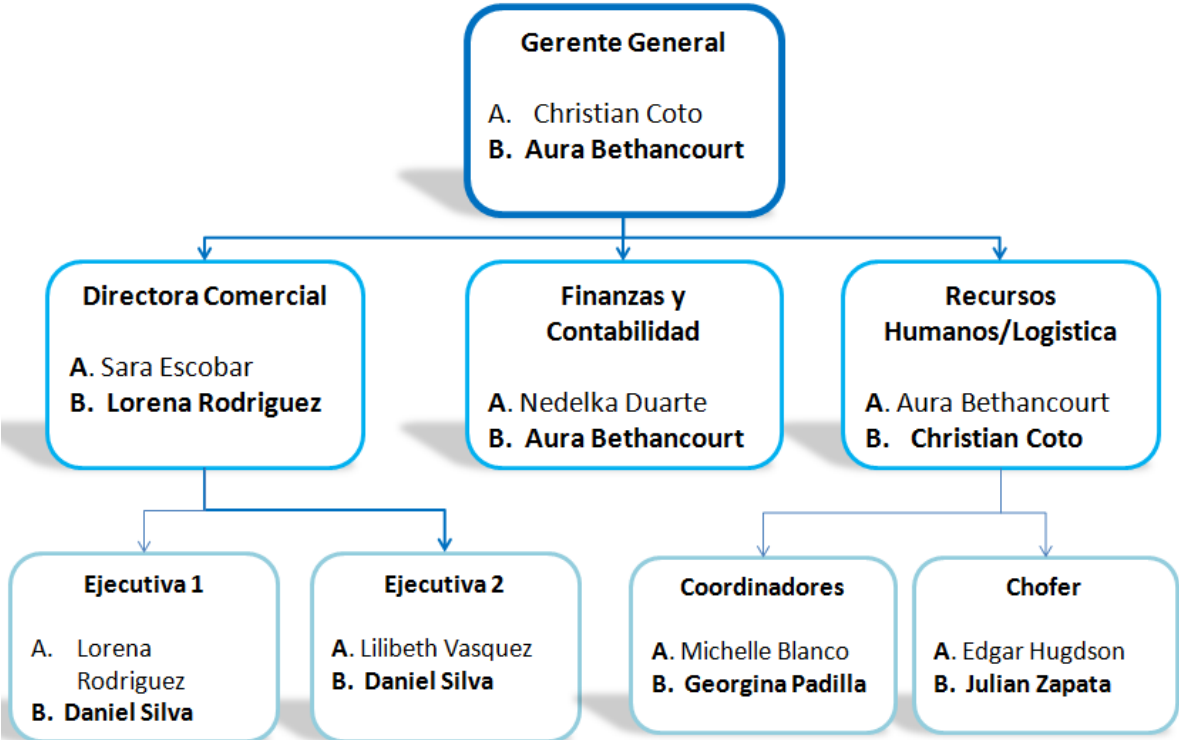 Gerente General
A. Christian Coto
B. Aura Bethancourt
Directora Comercial
A. Sara Escobar
B. Lorena Rodriguez
Finanzas y
Contabilidad
A. Nedelka Duarte
B. Aura Bethancourt
Recursos
Humanos/Logistica
A. Aura Bethancourt
B. Christian Coto
Ejecutiva 1
A. Lorena
Rodriguez
B. Daniel Silva
Ejecutiva 2
A. Lilibeth Vasquez
B. Daniel Silva
Coordinadores
A. Michelle Blanco
B. Georgina Padilla
Chofer
A. Edgar Hugdson
B. Julian Zapata